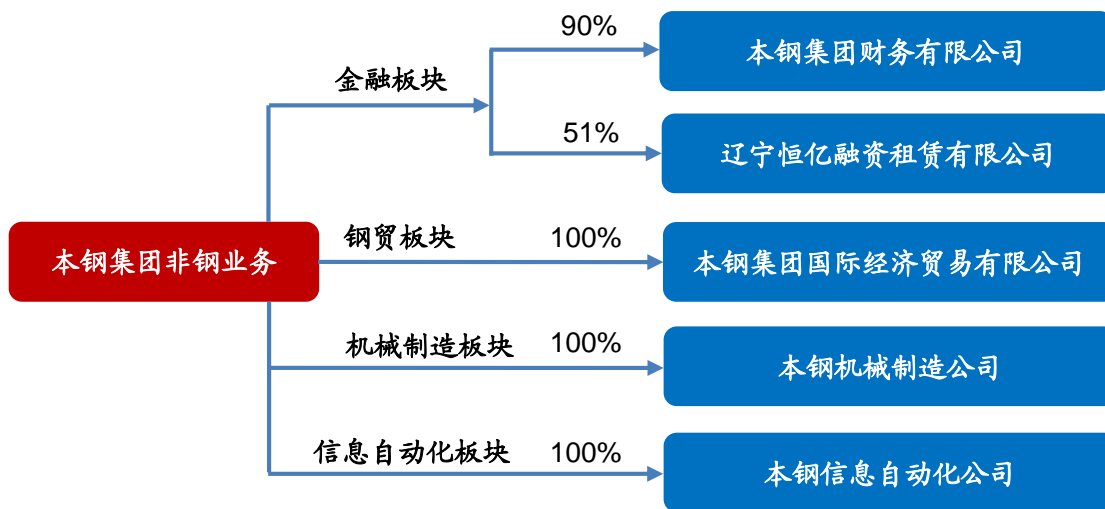 90%
本钢集团财务有限公司
金融板块
51%
辽宁恒亿融资租赁有限公司
钢贸板块
100%
本钢集团非钢业务
本钢集团国际经济贸易有限公司
机械制造板块
100%
本钢机械制造公司
信息自动化板块
100%
本钢信息自动化公司